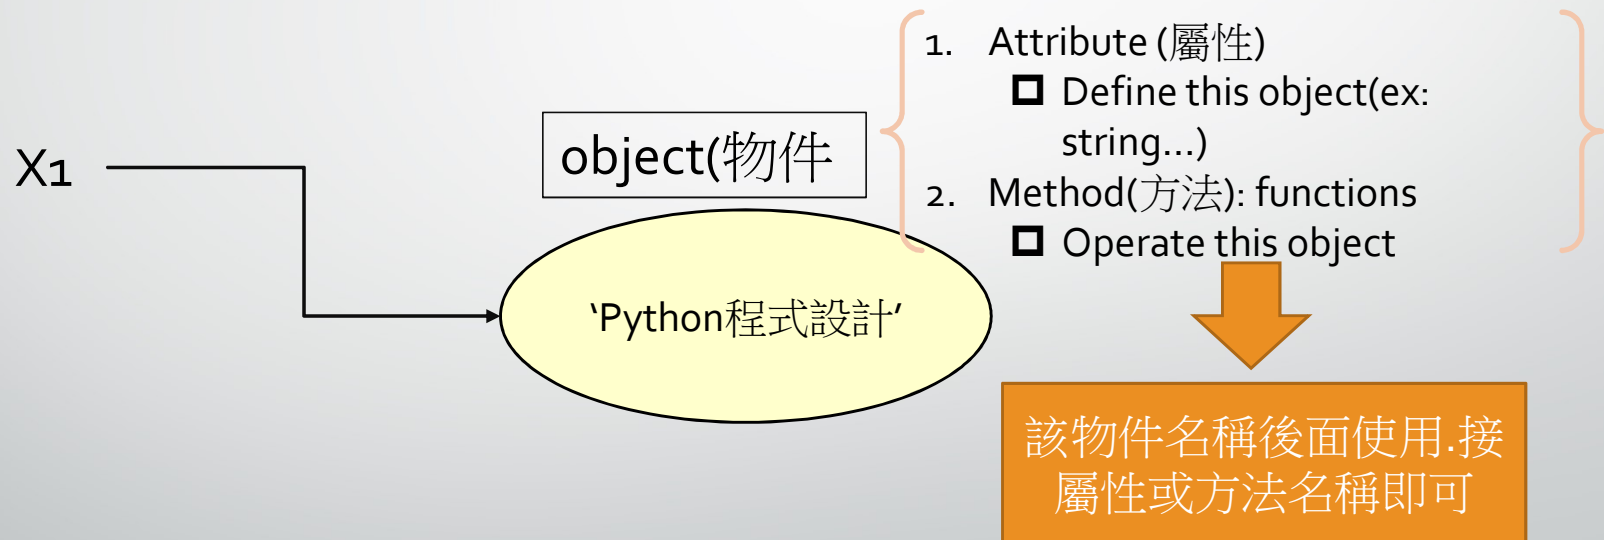 X1
object(物件
'Python程式設計'
1. Attribute (屬性)
Define this object(ex:
string...)
2. Method(方法): functions
Operate this object
該物件名稱後面使用.接
屬性或方法名稱即可